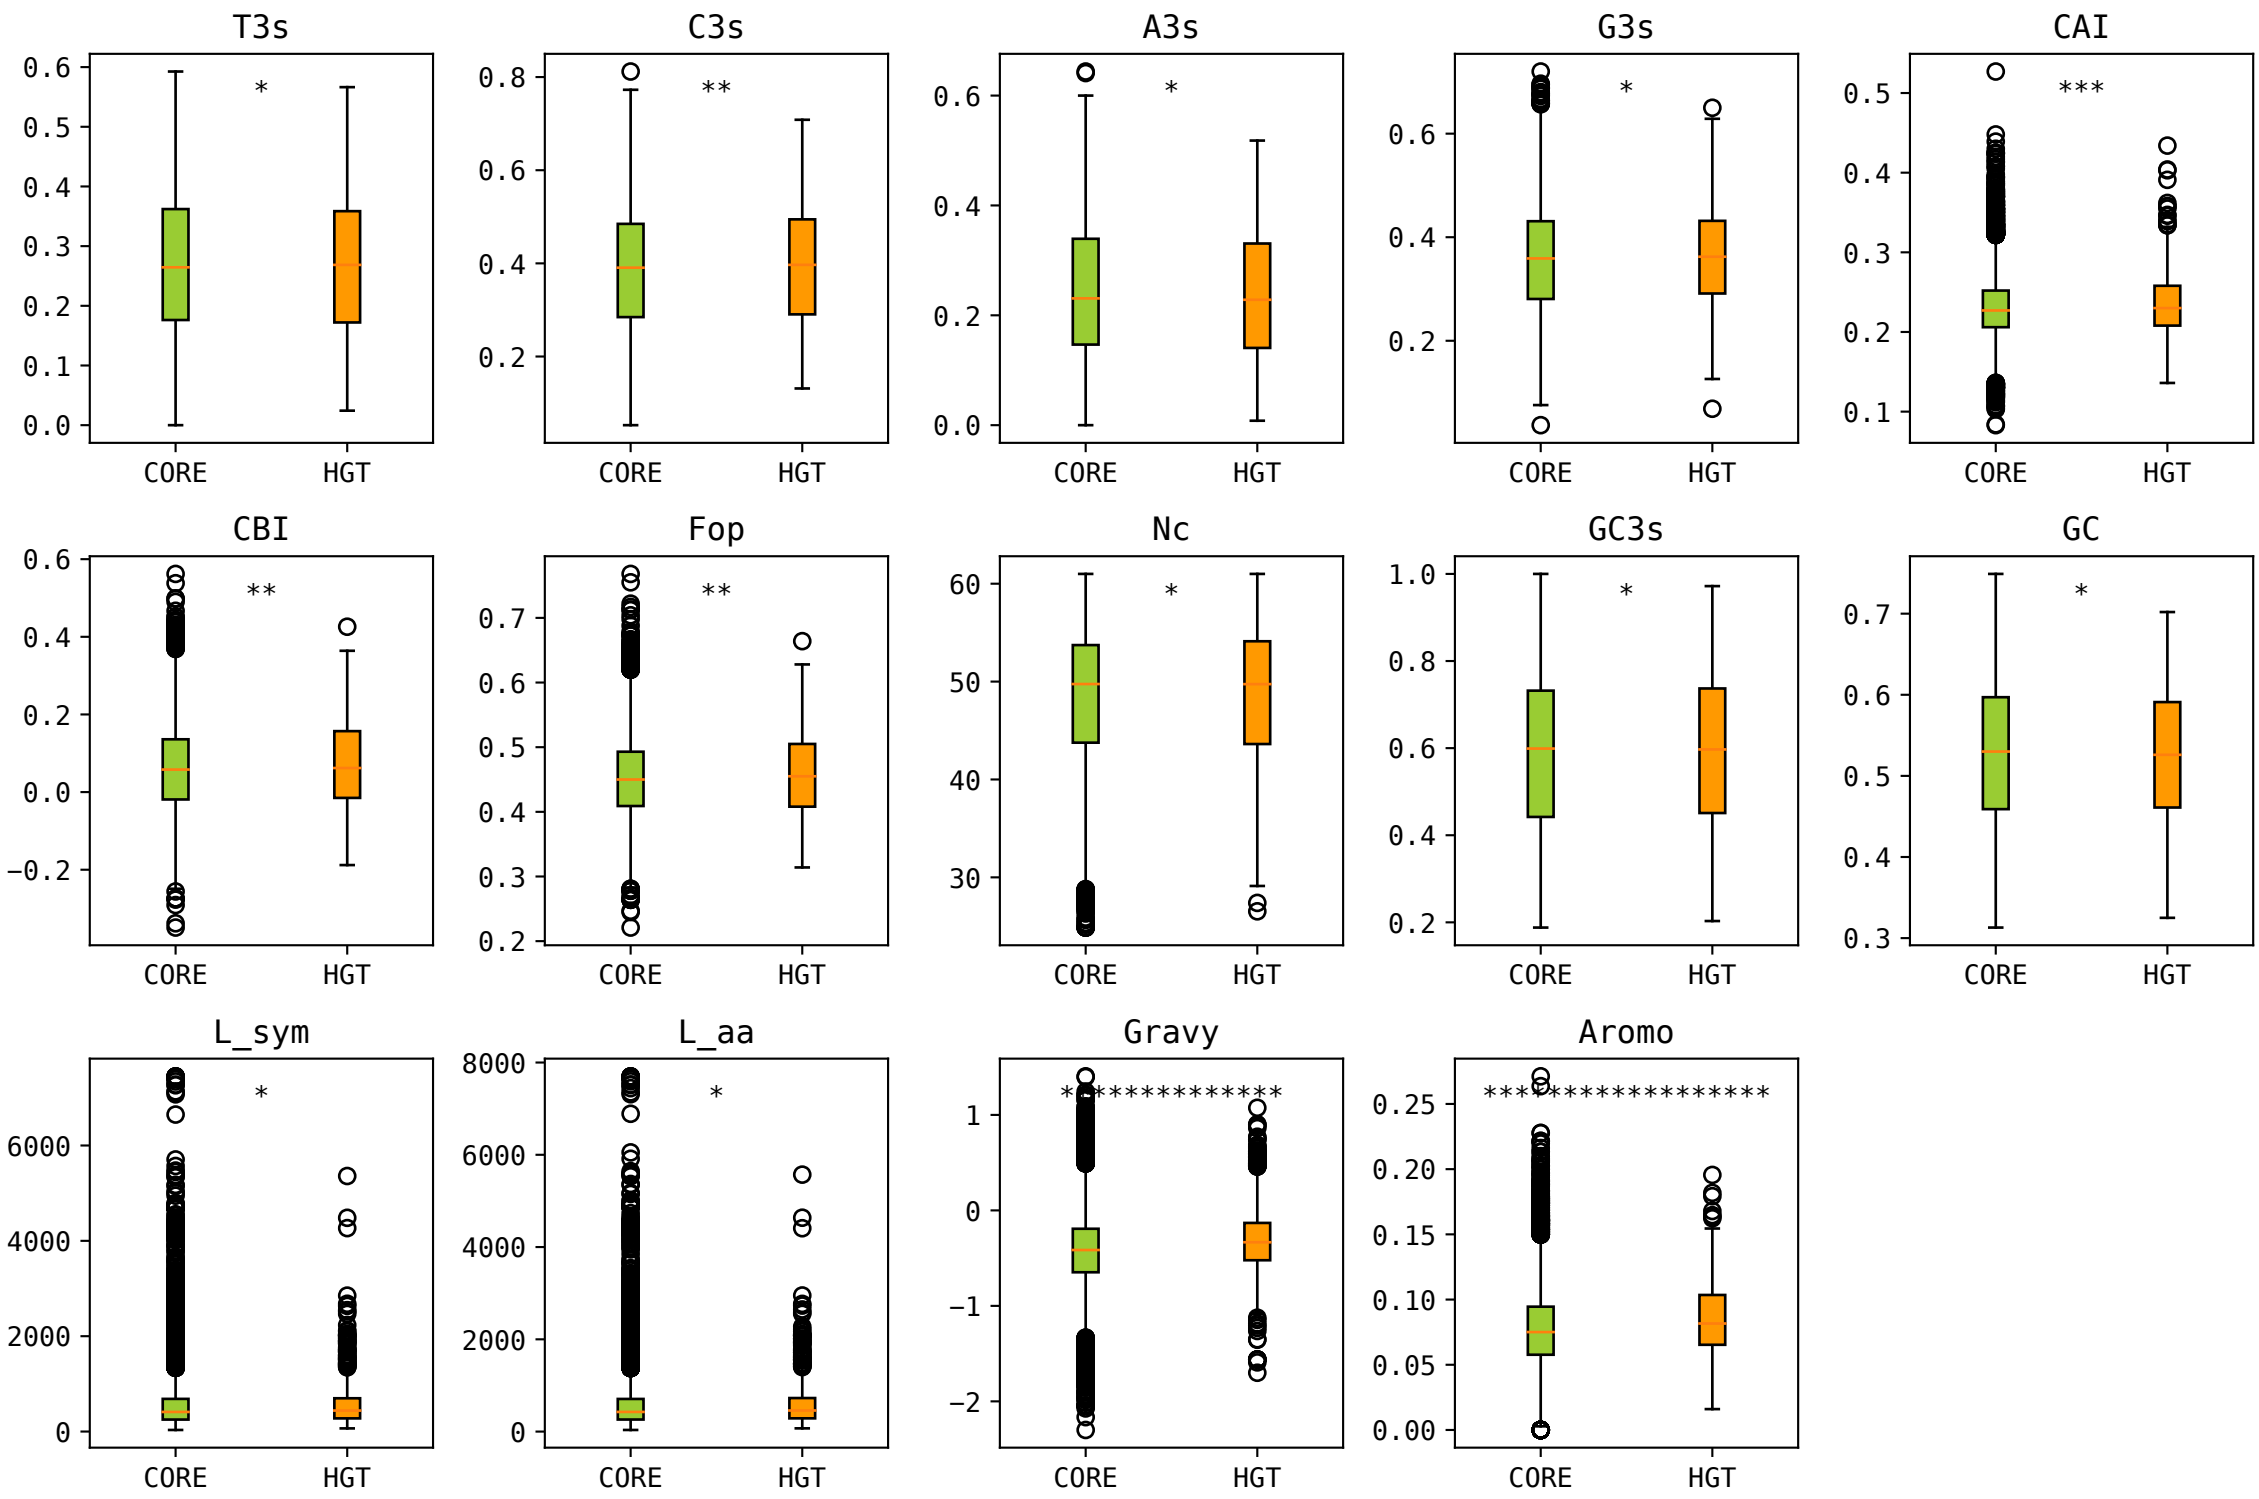 T3s
0.6
0.5
0.4
0.3
0.2
0.1
0.0
*
CORE HGT
C3s
0.8
0.6
0.4
0.2
**
CORE HGT
A3s
0.6
0.4
0.2
0.0
*
CORE HGT
G3s
0.6
0.4
0.2
*
CORE HGT
CAI
0.5
0.4
0.3
0.2
0.1
***
CORE HGT
CBI
0.6
0.4
0.2
0.0
−0.2
**
CORE HGT
Fop
0.7
0.6
0.5
0.4
0.3
0.2
**
CORE HGT
Nc
60
50
40
30
*
CORE HGT
GC3s
1.0
0.8
0.6
0.4
0.2
*
CORE HGT
GC
0.7
0.6
0.5
0.4
0.3
*
CORE HGT
L_sym
6000
4000
2000
0
*
CORE HGT
L_aa
8000
6000
4000
2000
0
*
CORE HGT
Gravy
1
0
−1
−2
**************
CORE HGT
Aromo
0.25
0.20
0.15
0.10
0.05
0.00
******************
CORE HGT